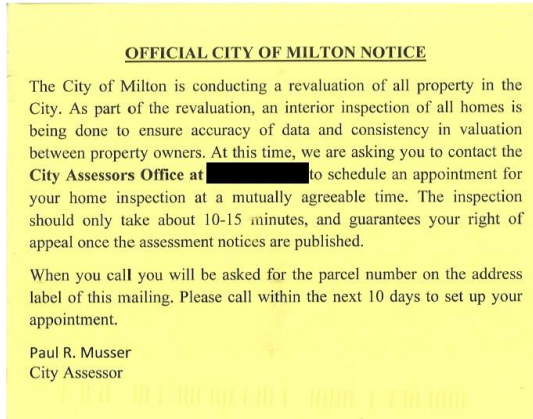 OFFICIAL CITY OF MILTON NOTICE
The City of Milton is conducting a revaluation of all property in the
City. As part of the revaluation, an interior inspection of all homes is
being done to ensure accuracy of data and consistency in valuation
between property owners. At this time, we are asking you to contact the
City Assessors Office at to schedule an appointment for
your home inspection at a mutually agreeable time. The inspection
should only take about 10-15 minutes, and guarantees your right of
appeal once the assessment notices are published.
When you call you will be asked for the parcel number on the address
label of this mailing. Please call within the next 10 days to set up your
appointment.
Paul R. Musser
City Assessor